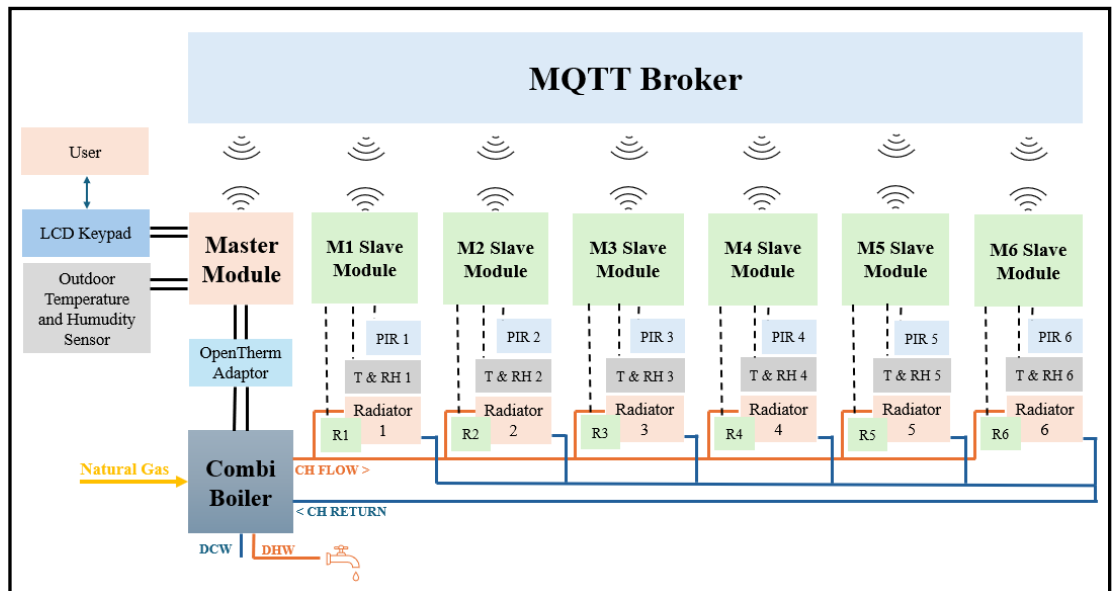 MQTT Broker
User
LCD Keypad
Outdoor
Temperature
and Humudity
Sensor
Master
Module
M1 Slave
Module
M2 Slave
Module
M3 Slave
Module
M4 Slave
Module
M5 Slave
Module
M6 Slave
Module
OpenTherm
Adaptor
PIR 1
PIR 2
PIR 3
PIR 4
PIR 5
PIR 6
T & RH 1
T & RH 2
T & RH 3
T & RH 4
T & RH 5
T & RH 6
Radiator
1
Radiator
2
Radiator
3
Radiator
4
Radiator
5
Radiator
6
R1
R2
R3
R4
R5
R6
Natural Gas
Combi
Boiler
CH FLOW >
< CH RETURN
DCW
DHW